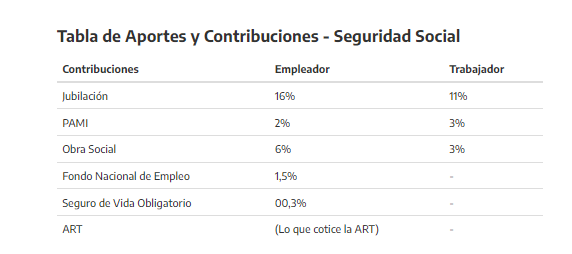 Tabla de Aportes y Contribuciones - Seguridad Social
Contribuciones Empleador Trabajador
Jubilación 16% 11%
PAMI 2% 3%
Obra Social 6% 3%
Fondo Nacional de Empleo 1,5% -
Seguro de Vida Obligatorio 00,3% -
ART (Lo que cotice la ART) -